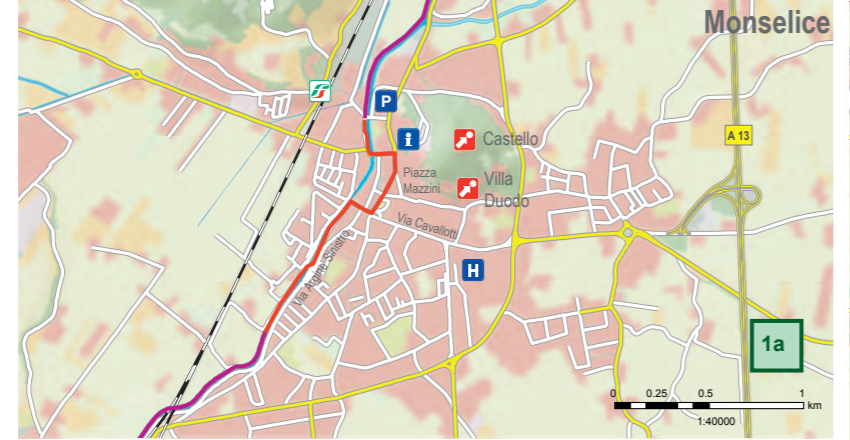 Monselice
P
A 13
i
Castello
Piazza
Mazzini
Villa
Duodo
Via Cavallotti
Via Argine Sinistro
H
1a
0 0.25 0.5 1
km
1:40000